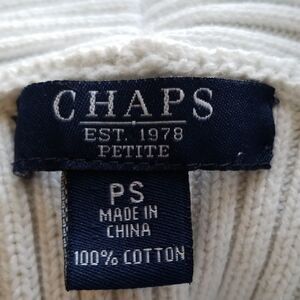 CHAPS
EST. 1978
PETITE
PS
MADE IN
CHINA
100% COTTON